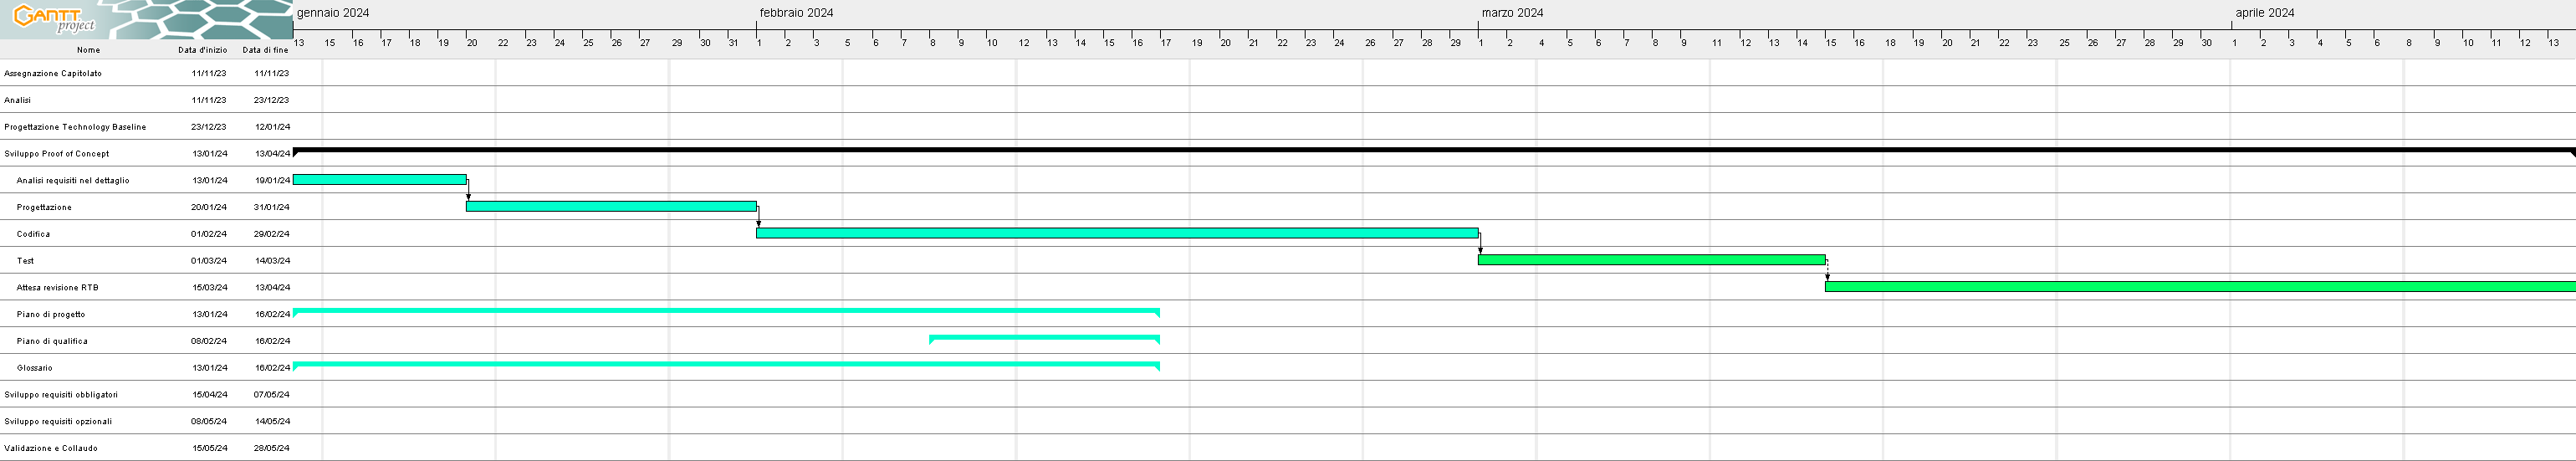 GANTT project
gennaio 2024 febbraio 2024 marzo 2024 aprile 2024
Nome Data d'inizio Data di fine 13 15 16 17 18 19 20 22 23 24 25 26 27 29 30 31 1 2 3 5 6 7 8 9 10 12 13 14 15 16 17 19 20 21 22 23 24 26 27 28 29 1 2 4 5 6 7 8 9 11 12 13 14 15 16 18 19 20 21 22 23 25 26 27 28 29 30 1 2 3 5 6 8 9 10 11 12 13
Assegnazione Capitolato 11/11/23 11/11/23
Analisi 11/11/23 23/12/23
Progettazione Technology Baseline 23/12/23 12/01/24
Sviluppo Proof of Concept 13/01/24 13/04/24
Analisi requisiti nel dettaglio 13/01/24 19/01/24
Progettazione 20/01/24 31/01/24
Codifica 01/02/24 29/02/24
Test 01/03/24 14/03/24
Attesa revisione RTB 15/03/24 13/04/24
Piano di progetto 13/01/24 16/02/24
Piano di qualifica 08/02/24 16/02/24
Glossario 13/01/24 16/02/24
Sviluppo requisiti obbligatori 15/04/24 07/05/24
Sviluppo requisiti opzionali 08/05/24 14/05/24
Validazione e Collaudo 15/05/24 28/05/24